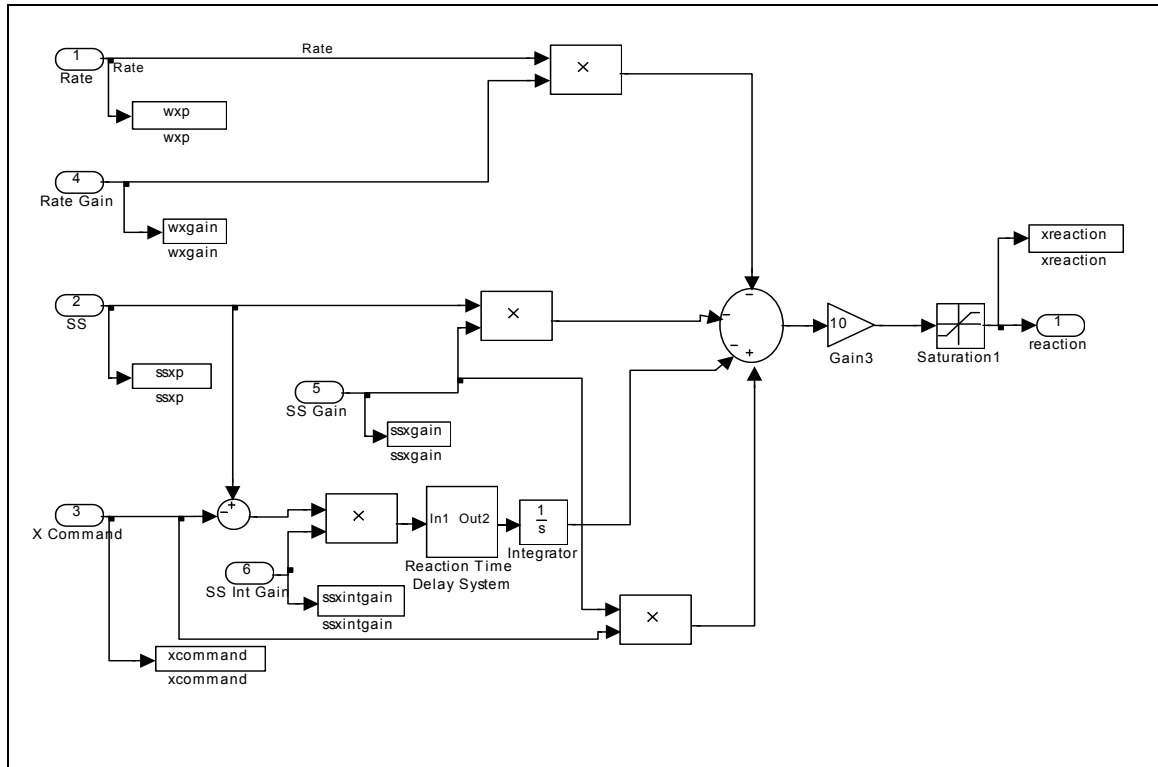 1
Rate
Rate
Rate
×
wxp
wxp
4
Rate Gain
wxgain
wxgain
xreaction
xreaction
2
SS
×
−
−
−
+
10
Gain3
Saturation1
1
reaction
ssxp
ssxp
5
SS Gain
ssxgain
ssxgain
3
X Command
+
−
×
In1 Out2
Reaction Time
Delay System
1
s
Integrator
6
SS Int Gain
ssxintgain
ssxintgain
×
xcommand
xcommand